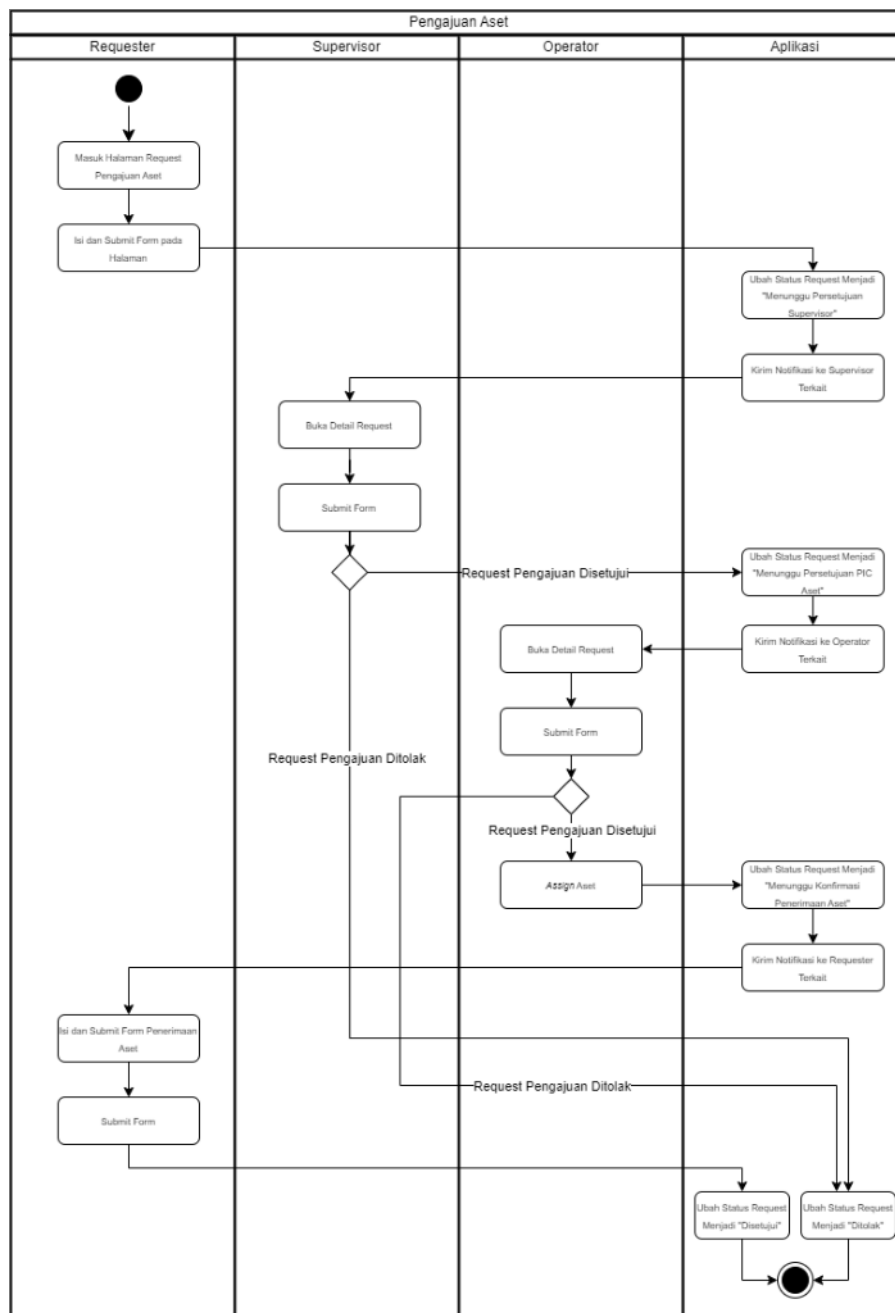 Pengajuan Aset
Requester
Supervisor
Operator
Aplikasi
Masuk Halaman Request
Pengajuan Aset
Isi dan Submit Form pada
Halaman
Ubah Status Request Menjadi
"Menunggu Persetujuan
Supervisor"
Kirim Notifikasi ke Supervisor
Terkait
Buka Detail Request
Submit Form
Request Pengajuan Disetujui
Ubah Status Request Menjadi
"Menunggu Persetujuan PIC
Aset"
Kirim Notifikasi ke Operator
Terkait
Buka Detail Request
Submit Form
Request Pengajuan Ditolak
Request Pengajuan Disetujui
Assign Aset
Ubah Status Request Menjadi
"Menunggu Konfirmasi
Penerimaan Aset"
Kirim Notifikasi ke Requester
Terkait
Isi dan Submit Form Penerimaan
Aset
Request Pengajuan Ditolak
Submit Form
Ubah Status Request
Menjadi "Disetujui"
Ubah Status Request
Menjadi "Ditolak"